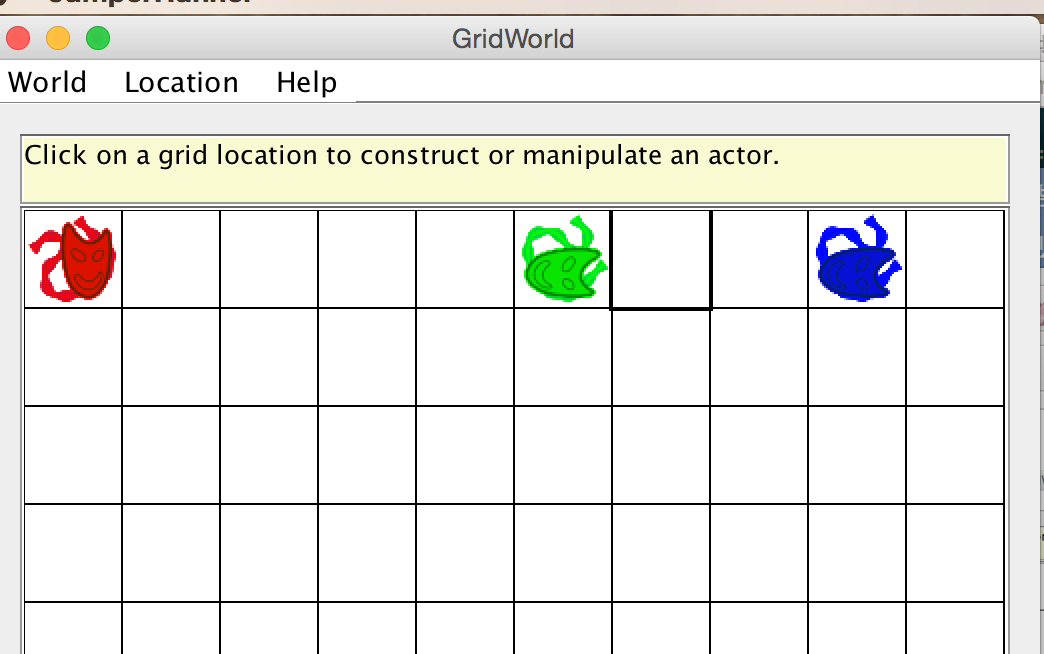 GridWorld
World Location Help
Click on a grid location to construct or manipulate an actor.